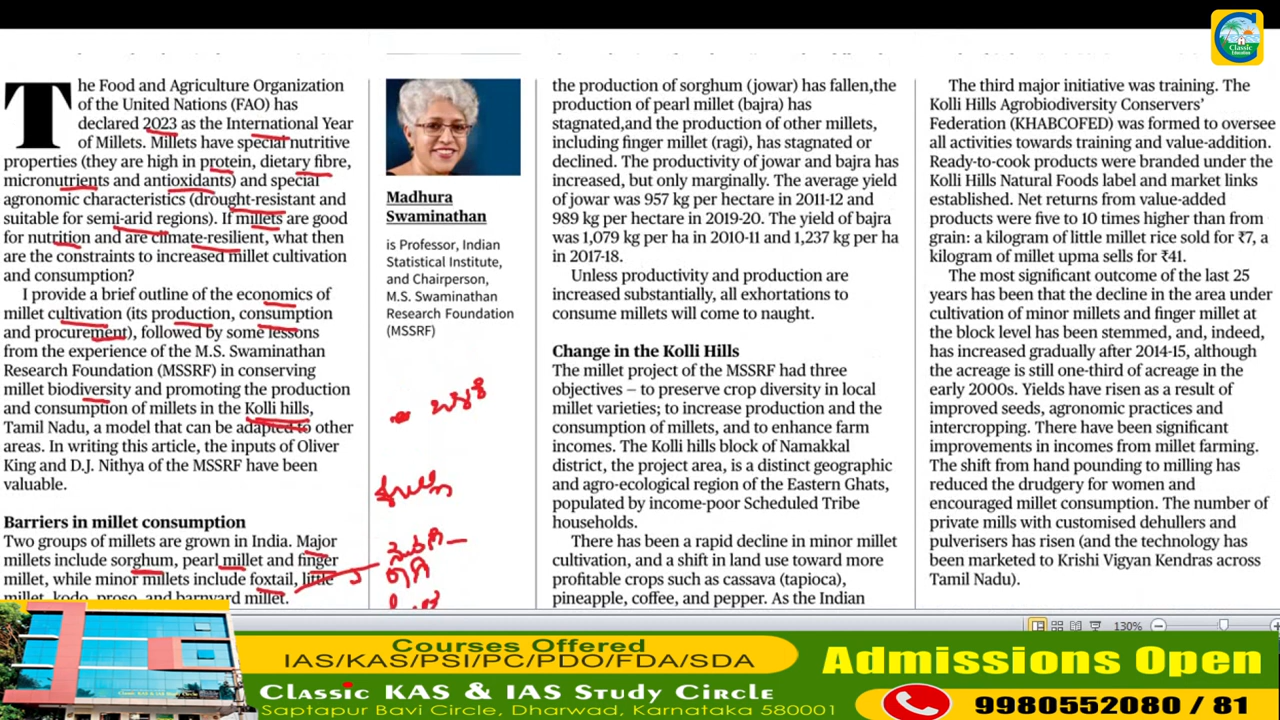 Classic
Education
The Food and Agriculture Organization
of the United Nations (FAO) has
declared 2023 as the International Year
of Millets. Millets have special nutritive
properties (they are high in protein, dietary fibre,
micronutrients and antioxidants) and special
agronomic characteristics (drought-resistant and
suitable for semi-arid regions). If millets are good
for nutrition and are climate-resilient, what then
are the constraints to increased millet cultivation
and consumption?
I provide a brief outline of the economics of
millet cultivation (its production, consumption
and procurement), followed by some lessons
from the experience of the M.S. Swaminathan
Research Foundation (MSSRF) in conserving
millet biodiversity and promoting the production
and consumption of millets in the Kolli hills,
Tamil Nadu, a model that can be adapted to other
areas. In writing this article, the inputs of Oliver
King and D.J. Nithya of the MSSRF have been
valuable.
Barriers in millet consumption
Two groups of millets are grown in India. Major
millets include sorghum, pearl millet and finger
millet, while minor millets include foxtail, little
millet, kodo, proso, and barnyard millet.
Madhura
Swaminathan
is Professor, Indian
Statistical Institute,
and Chairperson,
M.S. Swaminathan
Research Foundation
(MSSRF)
the production of sorghum (jowar) has fallen,the
production of pearl millet (bajra) has
stagnated,and the production of other millets,
including finger millet (ragi), has stagnated or
declined. The productivity of jowar and bajra has
increased, but only marginally. The average yield
of jowar was 957 kg per hectare in 2011-12 and
989 kg per hectare in 2019-20. The yield of bajra
was 1,079 kg per ha in 2010-11 and 1,237 kg per ha
in 2017-18.
Unless productivity and production are
increased substantially, all exhortations to
consume millets will come to naught.
Change in the Kolli Hills
The millet project of the MSSRF had three
objectives — to preserve crop diversity in local
millet varieties; to increase production and the
consumption of millets, and to enhance farm
incomes. The Kolli hills block of Namakkal
district, the project area, is a distinct geographic
and agro-ecological region of the Eastern Ghats,
populated by income-poor Scheduled Tribe
households.
There has been a rapid decline in minor millet
cultivation, and a shift in land use toward more
profitable crops such as cassava (tapioca),
pineapple, coffee, and pepper. As the Indian
The third major initiative was training. The
Kolli Hills Agrobiodiversity Conservers'
Federation (KHABCOFED) was formed to oversee
all activities towards training and value-addition.
Ready-to-cook products were branded under the
Kolli Hills Natural Foods label and market links
established. Net returns from value-added
products were five to 10 times higher than from
grain: a kilogram of little millet rice sold for ₹7, a
kilogram of millet upma sells for ₹41.
The most significant outcome of the last 25
years has been that the decline in the area under
cultivation of minor millets and finger millet at
the block level has been stemmed, and, indeed,
has increased gradually after 2014-15, although
the acreage is still one-third of acreage in the
early 2000s. Yields have risen as a result of
improved seeds, agronomic practices and
intercropping. There have been significant
improvements in incomes from millet farming.
The shift from hand pounding to milling has
reduced the drudgery for women and
encouraged millet consumption. The number of
private mills with customised dehullers and
pulverisers has risen (and the technology has
been marketed to Krishi Vigyan Kendras across
Tamil Nadu).
130%
Courses Offered
IAS/KAS/PSI/PC/PDO/FDA/SDA
Classic KAS & IAS Study Circle
Saptapur Bavi Circle, Dharwad, Karnataka 580001
Admissions Open
9980552080 / 81